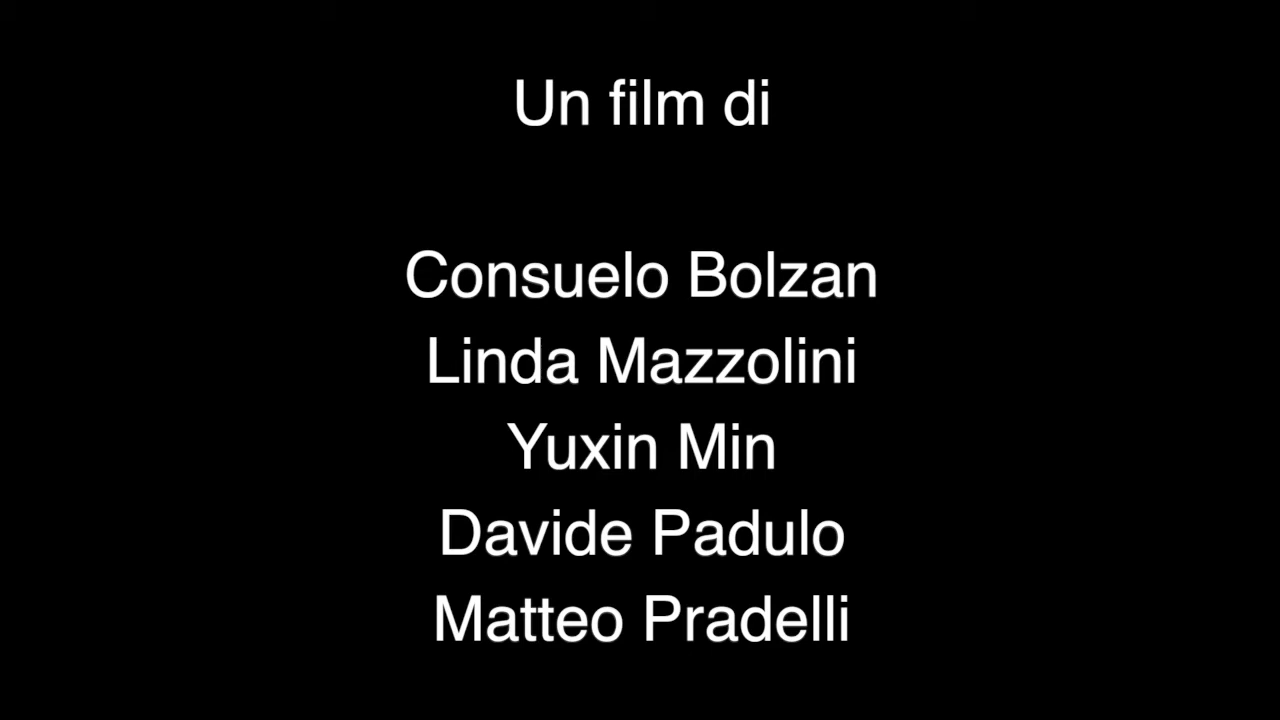 Un film di
Consuelo Bolzan
Linda Mazzolini
Yuxin Min
Davide Padulo
Matteo Pradelli